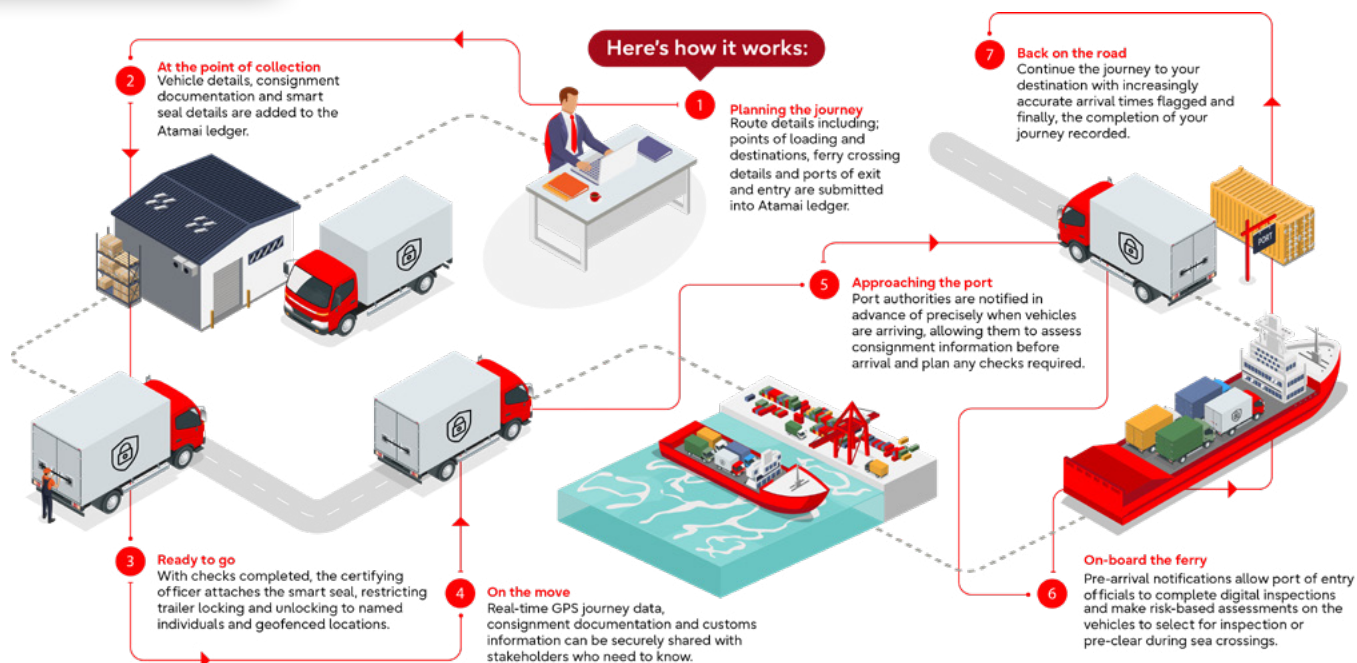 Here's how it works:
1
Planning the journey
Route details including;
points of loading and
destinations, ferry crossing
details and ports of exit
and entry are submitted
into Atamai ledger.
2
At the point of collection
Vehicle details, consignment
documentation and smart
seal details are added to the
Atamai ledger.
3
Ready to go
With checks completed, the certifying
officer attaches the smart seal, restricting
trailer locking and unlocking to named
individuals and geofenced locations.
4
On the move
Real-time GPS journey data,
consignment documentation and customs
information can be securely shared with
stakeholders who need to know.
5
Approaching the port
Port authorities are notified in
advance of precisely when vehicles
are arriving, allowing them to assess
consignment information before
arrival and plan any checks required.
6
On-board the ferry
Pre-arrival notifications allow port of entry
officials to complete digital inspections
and make risk-based assessments on the
vehicles to select for inspection or
pre-clear during sea crossings.
7
Back on the road
Continue the journey to your
destination with increasingly
accurate arrival times flagged and
finally, the completion of your
journey recorded.
PORT